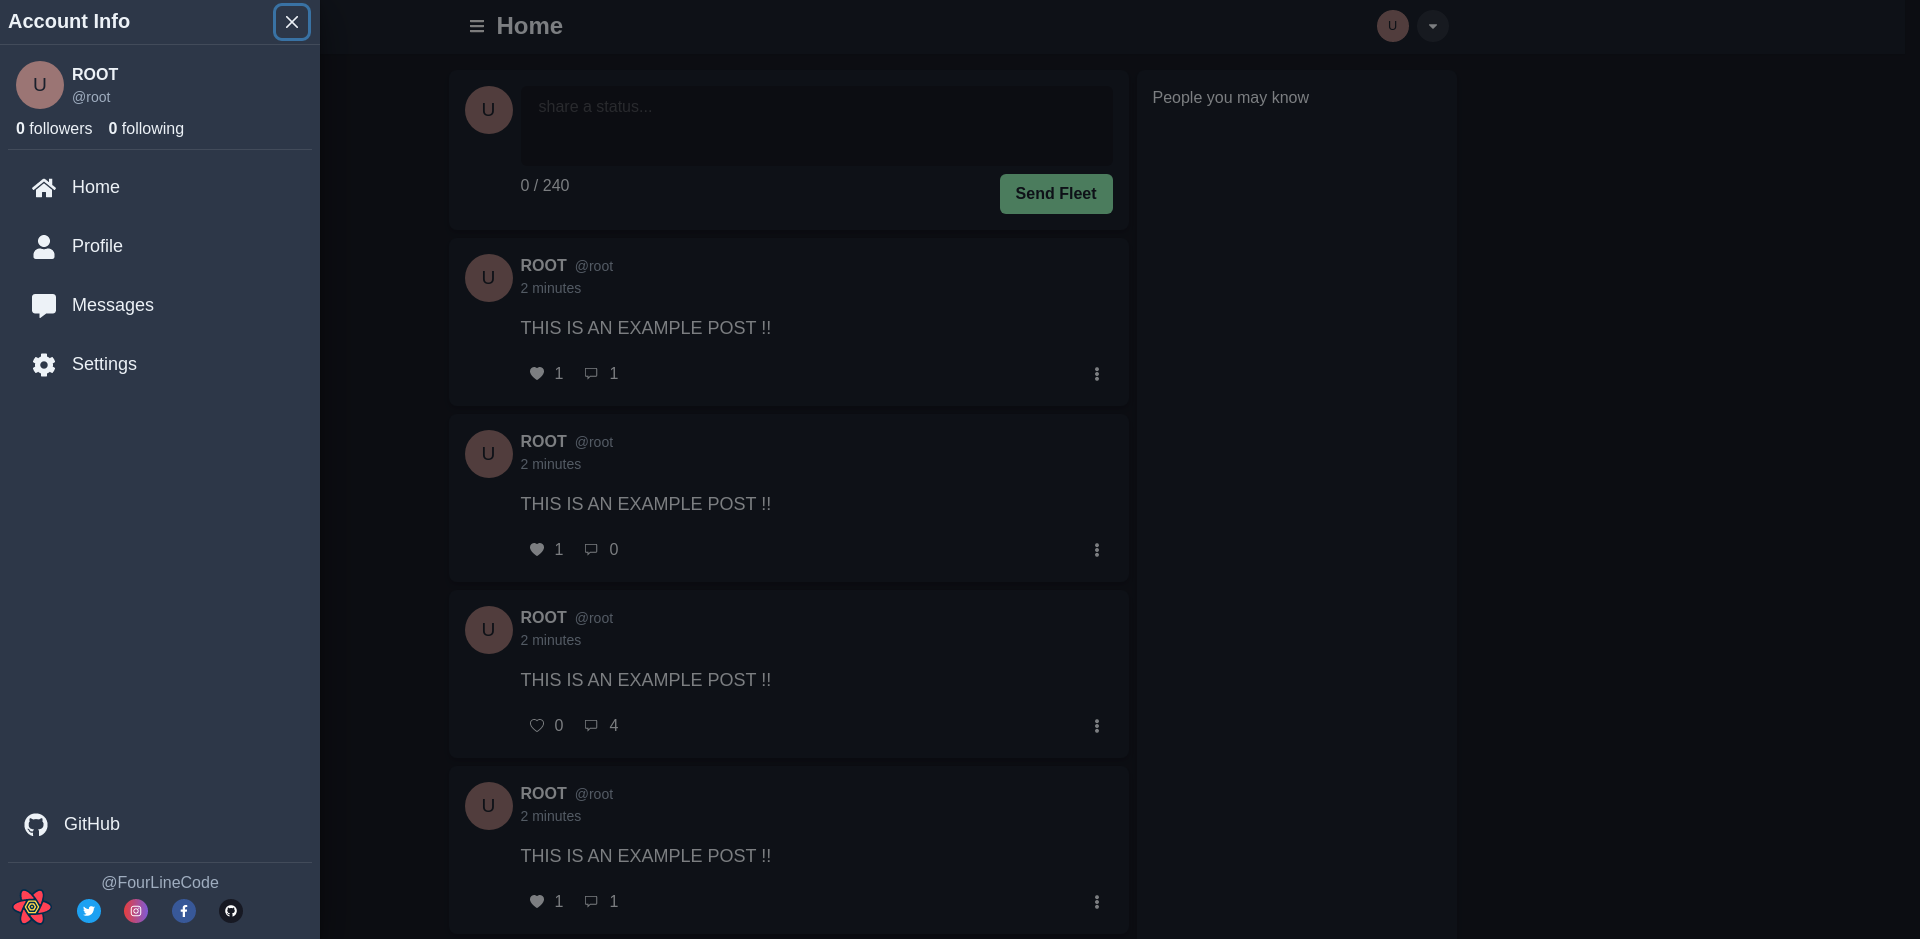 Account Info
U
ROOT
@root
0 followers 0 following
Home
Profile
Messages
Settings
GitHub
@FourLineCode
Home
U
U
share a status...
0 / 240
Send Fleet
U
ROOT @root
2 minutes
THIS IS AN EXAMPLE POST !!
1 1
U
ROOT @root
2 minutes
THIS IS AN EXAMPLE POST !!
1 0
U
ROOT @root
2 minutes
THIS IS AN EXAMPLE POST !!
0 4
U
ROOT @root
2 minutes
THIS IS AN EXAMPLE POST !!
1 1
People you may know